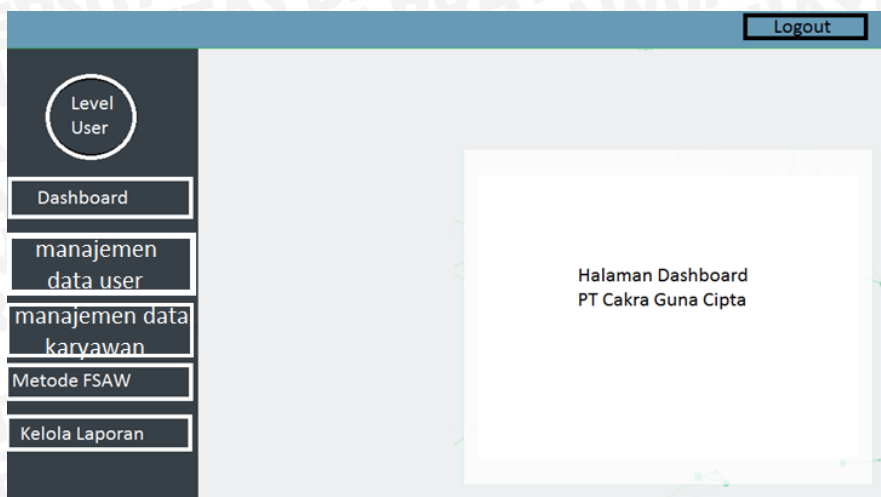 Logout
Level
User
Dashboard
manajemen
data user
manajemen data
karyawan
Metode FSAW
Kelola Laporan
Halaman Dashboard
PT Cakra Guna Cipta